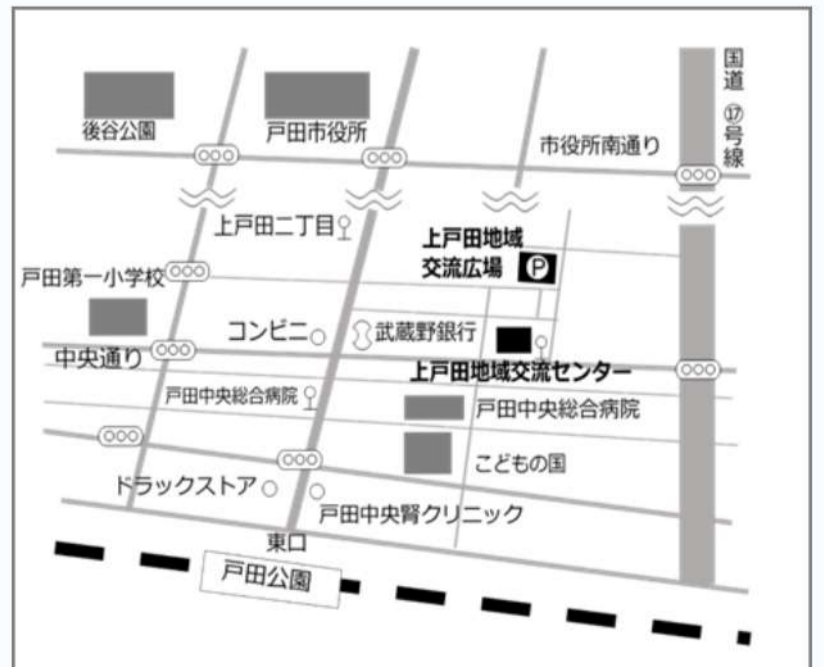 国道⑰号線
後谷公園
戸田市役所
市役所南通り
上戸田二丁目
上戸田地域
交流広場
P
戸田第一小学校
コンビニ
武蔵野銀行
中央通り
上戸田地域交流センター
戸田中央総合病院
戸田中央総合病院
こどもの国
ドラックストア
戸田中央腎クリニック
東口
戸田公園